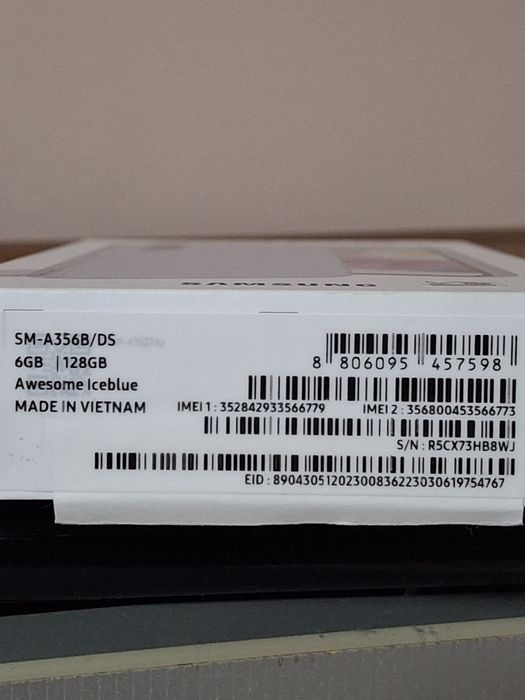 SAMSUNG
SM-A356B/DS
6GB | 128GB
Awesome Iceblue
MADE IN VIETNAM
8 806095 457598
IMEI 1 : 352842933566779 IMEI 2 : 356800453566773
S/N : R5CX73HB8WJ
EID : 89043051202300836223030619754767